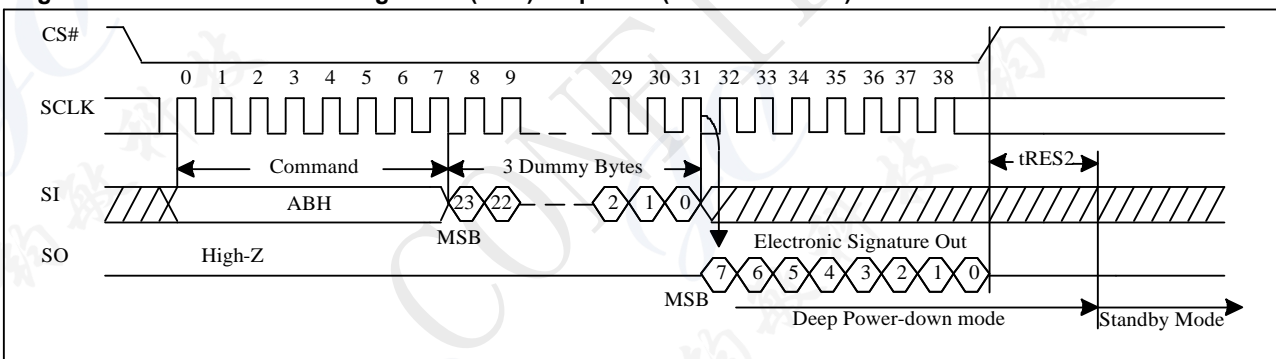 CS#
0 1 2 3 4 5 6 7 8 9 29 30 31 32 33 34 35 36 37 38
SCLK
Command 3 Dummy Bytes tRES2
SI ABH 23 22 2 1 0
MSB
SO High-Z Electronic Signature Out
7 6 5 4 3 2 1 0
MSB
Deep Power-down mode Standby Mode